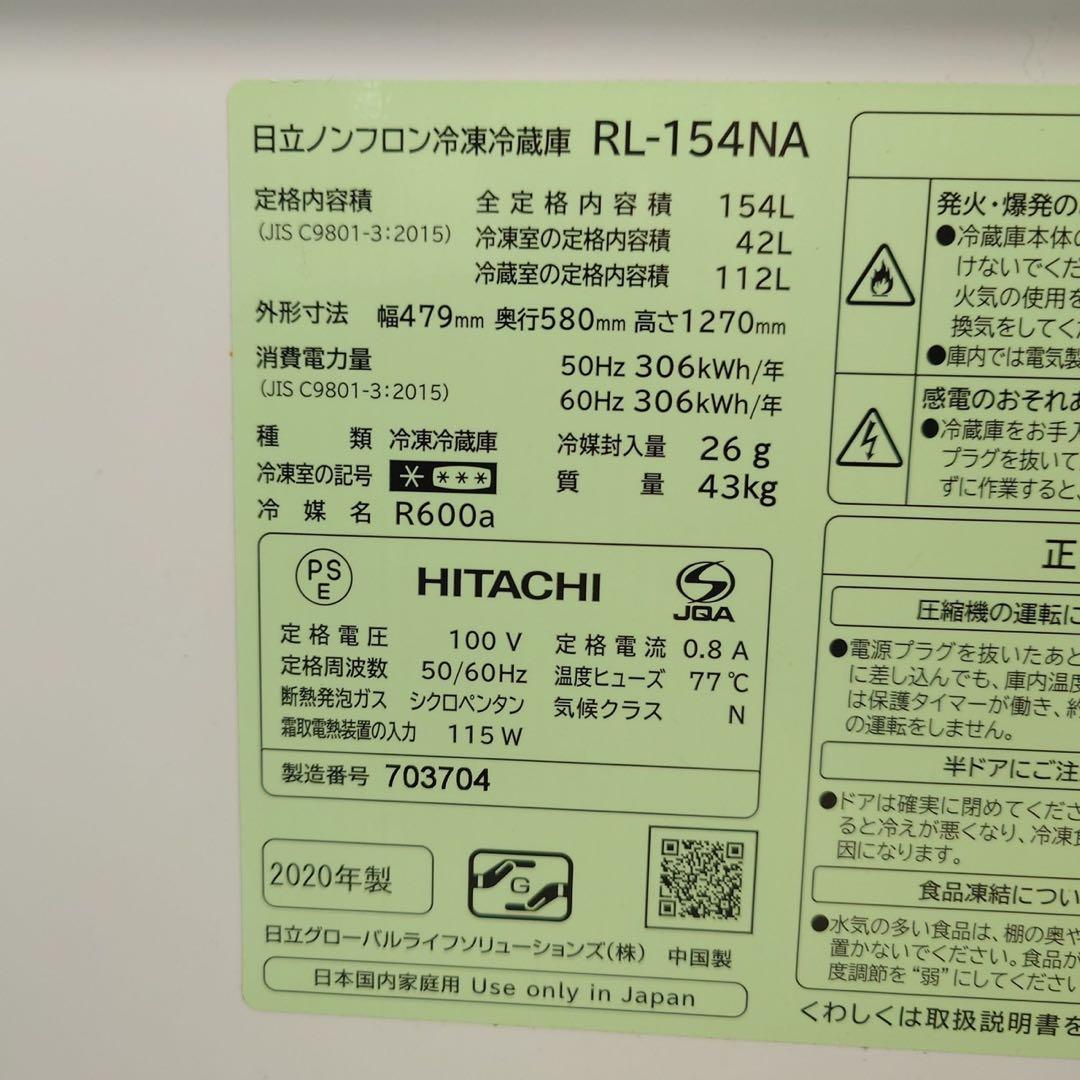 日立ノンフロン冷凍冷蔵庫 RL-154NA
定格内容積 全定格内容積 154L
(JIS C9801-3:2015) 冷凍室の定格内容積 42L
冷蔵室の定格内容積 112L
外形寸法 幅479mm 奥行580mm 高さ1270mm
消費電力量 50Hz 306kWh/年
(JIS C9801-3:2015) 60Hz 306kWh/年
種類 冷凍冷蔵庫 冷媒封入量 26g
冷凍室の記号 * *** 質量 43kg
冷媒名 R600a
PSE HITACHI JQA
定格電圧 100V 定格電流 0.8A
定格周波数 50/60Hz 温度ヒューズ 77℃
断熱発泡ガス シクロペンタン 気候クラス N
霜取電熱装置の入力 115W
製造番号 703704
2020年製 G
日立グローバルライフソリューションズ(株) 中国製
日本国内家庭用 Use only in Japan
発火・爆発の
●冷蔵庫本体
けないでくだ
火気の使用を
換気をしてく
●庫内では電気製
感電のおそれ
●冷蔵庫をお手入
プラグを抜いて
ずに作業すると、
正
圧縮機の運転に
●電源プラグを抜いたあと
に差し込んでも、庫内温度
は保護タイマーが働き、約
の運転をしません。
半ドアにご注
●ドアは確実に閉めてくださ
ると冷えが悪くなり、冷凍食
因になります。
食品凍結につい
●水気の多い食品は、棚の奥や
置かないでください。食品が
度調節を“弱”にしてください
くわしくは取扱説明書を